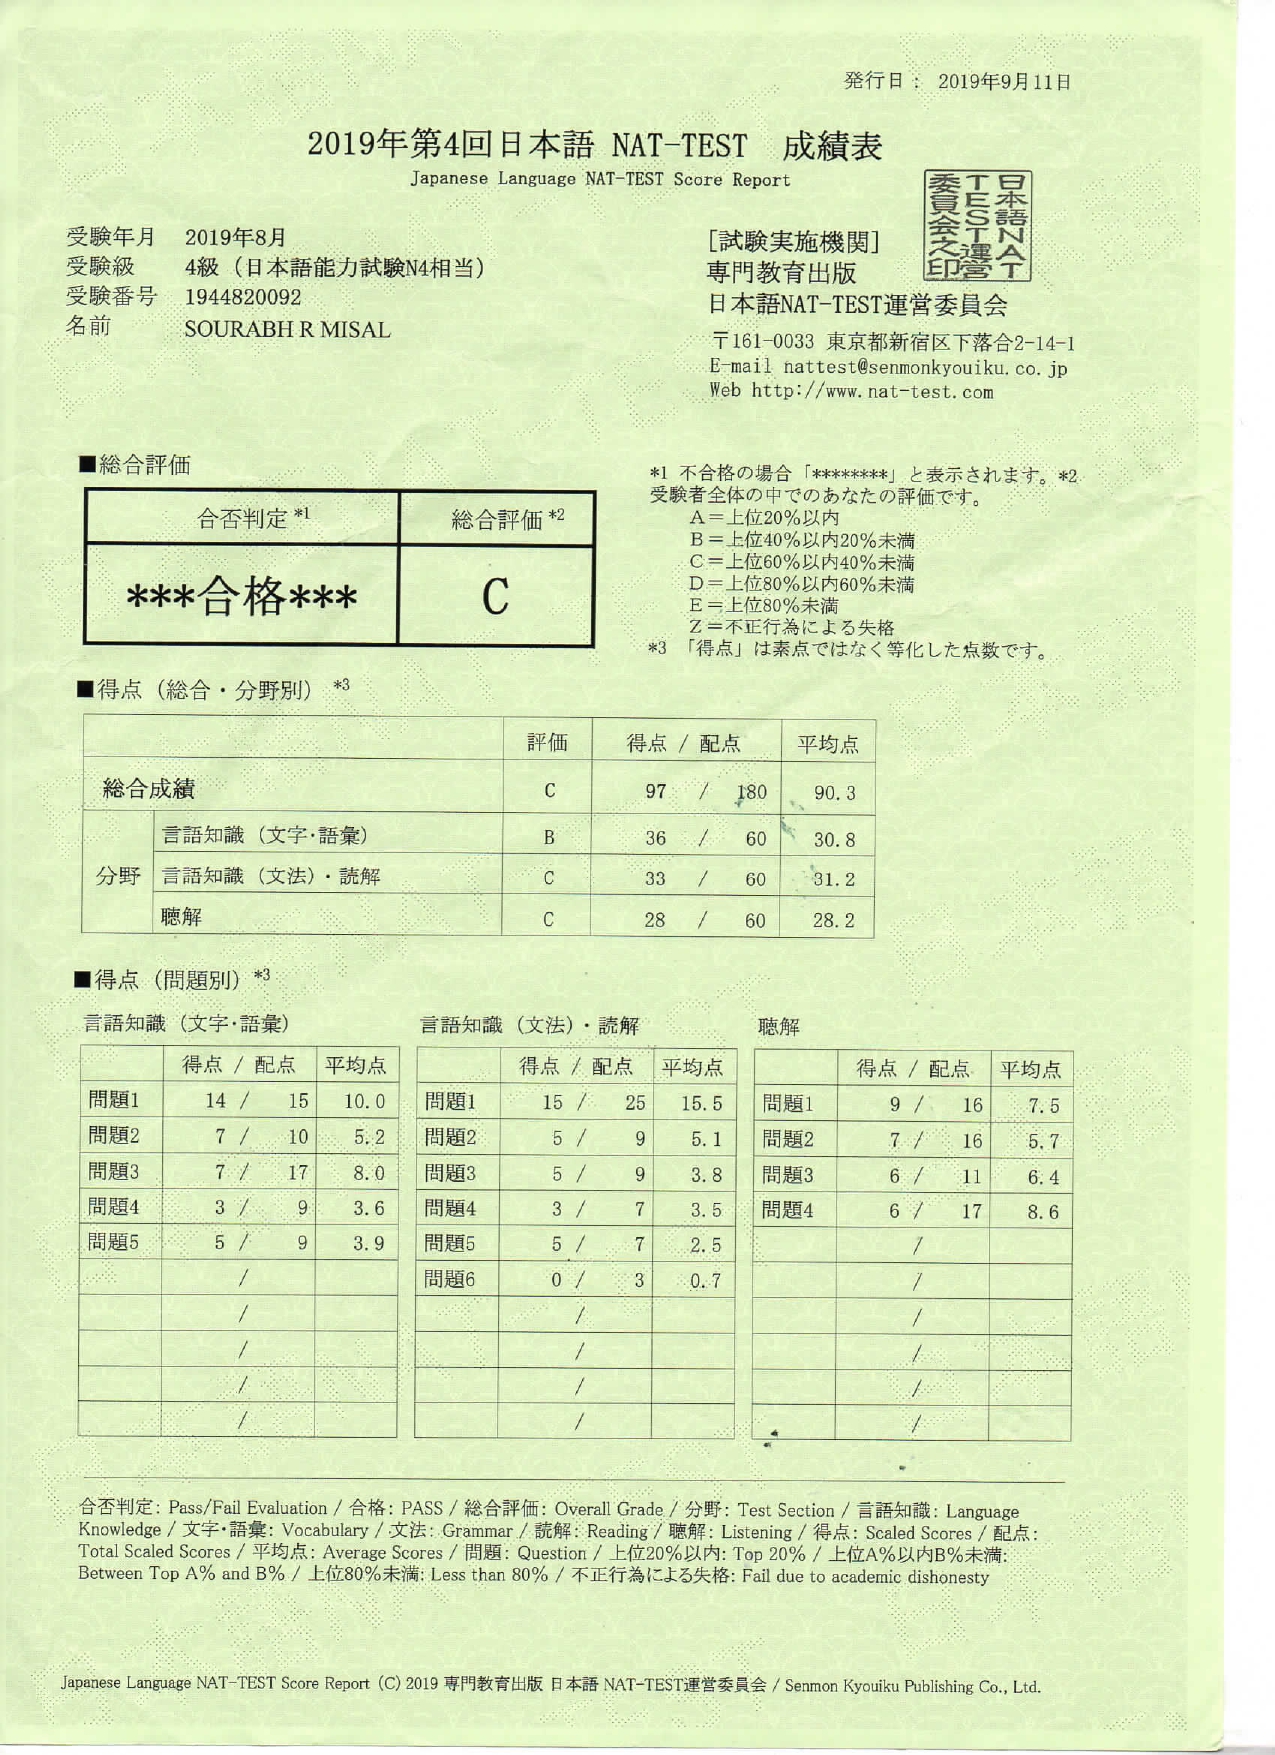 発行日： 2019年9月11日
2019年第4回日本語 NAT-TEST 成績表
Japanese Language NAT-TEST Score Report
日本語NAT
TEST運営
委員会之印
受験年月 2019年8月
受験級 4級（日本語能力試験N4相当）
受験番号 1944820092
名前 SOURABH R MISAL
[試験実施機関]
専門教育出版
日本語NAT-TEST運営委員会
〒161-0033 東京都新宿区下落合2-14-1
E-mail nattest@senmonkyouiku.co.jp
Web http://www.nat-test.com
■総合評価
合否判定*1 総合評価*2
***合格*** C
*1 不合格の場合「********」と表示されます。*2
受験者全体の中でのあなたの評価です。
A＝上位20%以内
B＝上位40%以内20%未満
C＝上位60%以内40%未満
D＝上位80%以内60%未満
E＝上位80%未満
Z＝不正行為による失格
*3 「得点」は素点ではなく等化した点数です。
■得点（総合・分野別） *3
評価 得点 / 配点 平均点
総合成績 C 97 / 180 90.3
分野
言語知識（文字・語彙） B 36 / 60 30.8
言語知識（文法）・読解 C 33 / 60 31.2
聴解 C 28 / 60 28.2
■得点（問題別） *3
言語知識（文字・語彙）
得点 / 配点 平均点
問題1 14 / 15 10.0
問題2 7 / 10 5.2
問題3 7 / 17 8.0
問題4 3 / 9 3.6
問題5 5 / 9 3.9
/
/
/
/
/
言語知識（文法）・読解
得点 / 配点 平均点
問題1 15 / 25 15.5
問題2 5 / 9 5.1
問題3 5 / 9 3.8
問題4 3 / 7 3.5
問題5 5 / 7 2.5
問題6 0 / 3 0.7
/
/
/
/
聴解
得点 / 配点 平均点
問題1 9 / 16 7.5
問題2 7 / 16 5.7
問題3 6 / 11 6.4
問題4 6 / 17 8.6
/
/
/
/
/
/
合否判定: Pass/Fail Evaluation / 合格: PASS / 総合評価: Overall Grade / 分野: Test Section / 言語知識: Language
Knowledge / 文字・語彙: Vocabulary / 文法: Grammar / 読解: Reading / 聴解: Listening / 得点: Scaled Scores / 配点:
Total Scaled Scores / 平均点: Average Scores / 問題: Question / 上位20%以内: Top 20% / 上位A%以内B%未満:
Between Top A% and B% / 上位80%未満: Less than 80% / 不正行為による失格: Fail due to academic dishonesty
Japanese Language NAT-TEST Score Report (C) 2019 専門教育出版 日本語 NAT-TEST運営委員会 / Senmon Kyouiku Publishing Co., Ltd.